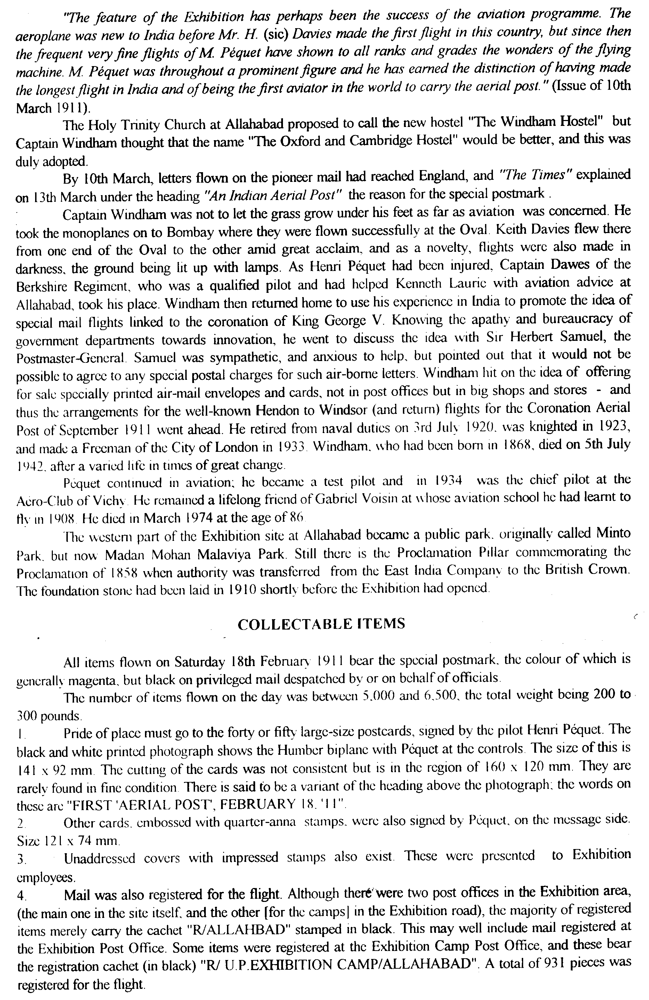 "The feature of the Exhibition has perhaps been the success of the aviation programme. The
aeroplane was new to India before Mr. H. (sic) Davies made the first flight in this country, but since then
the frequent very fine flights of M. Péquet have shown to all ranks and grades the wonders of the flying
machine. M. Péquet was throughout a prominent figure and he has earned the distinction of having made
the longest flight in India and of being the first aviator in the world to carry the aerial post." (Issue of 10th
March 1911).
The Holy Trinity Church at Allahabad proposed to call the new hostel "The Windham Hostel" but
Captain Windham thought that the name "The Oxford and Cambridge Hostel" would be better, and this was
duly adopted.
By 10th March, letters flown on the pioneer mail had reached England, and "The Times" explained
on 13th March under the heading "An Indian Aerial Post" the reason for the special postmark .
Captain Windham was not to let the grass grow under his feet as far as aviation was concerned. He
took the monoplanes on to Bombay where they were flown successfully at the Oval. Keith Davies flew there
from one end of the Oval to the other amid great acclaim, and as a novelty, flights were also made in
darkness, the ground being lit up with lamps. As Henri Péquet had been injured, Captain Dawes of the
Berkshire Regiment, who was a qualified pilot and had helped Kenneth Laurie with aviation advice at
Allahabad, took his place. Windham then returned home to use his experience in India to promote the idea of
special mail flights linked to the coronation of King George V. Knowing the apathy and bureaucracy of
government departments towards innovation, he went to discuss the idea with Sir Herbert Samuel, the
Postmaster-General. Samuel was sympathetic, and anxious to help, but pointed out that it would not be
possible to agree to any special postal charges for such air-borne letters. Windham hit on the idea of offering
for sale specially printed air-mail envelopes and cards, not in post offices but in big shops and stores - and
thus the arrangements for the well-known Hendon to Windsor (and return) flights for the Coronation Aerial
Post of September 1911 went ahead. He retired from naval duties on 3rd July 1920, was knighted in 1923,
and made a Freeman of the City of London in 1933. Windham, who had been born in 1868, died on 5th July
1942, after a varied life in times of great change.
Péquet continued in aviation; he became a test pilot and in 1934 was the chief pilot at the
Aéro-Club of Vichy. He remained a lifelong friend of Gabriel Voisin at whose aviation school he had learnt to
fly in 1908. He died in March 1974 at the age of 86.
The western part of the Exhibition site at Allahabad became a public park, originally called Minto
Park, but now Madan Mohan Malaviya Park. Still there is the Proclamation Pillar commemorating the
Proclamation of 1858 when authority was transferred from the East India Company to the British Crown.
The foundation stone had been laid in 1910 shortly before the Exhibition had opened.
COLLECTABLE ITEMS
All items flown on Saturday 18th February 1911 bear the special postmark, the colour of which is
generally magenta, but black on privileged mail despatched by or on behalf of officials.
The number of items flown on the day was between 5,000 and 6,500, the total weight being 200 to
300 pounds.
1. Pride of place must go to the forty or fifty large-size postcards, signed by the pilot Henri Péquet. The
black and white printed photograph shows the Humber biplane with Péquet at the controls. The size of this is
141 x 92 mm. The cutting of the cards was not consistent but is in the region of 160 x 120 mm. They are
rarely found in fine condition. There is said to be a variant of the heading above the photograph; the words on
these are "FIRST 'AERIAL POST', FEBRUARY 18, '11".
2. Other cards, embossed with quarter-anna stamps, were also signed by Péquet, on the message side.
Size 121 x 74 mm.
3. Unaddressed covers with impressed stamps also exist. These were presented to Exhibition
employees.
4. Mail was also registered for the flight. Although there were two post offices in the Exhibition area,
(the main one in the site itself, and the other [for the camps] in the Exhibition road), the majority of registered
items merely carry the cachet "R/ALLAHBAD" stamped in black. This may well include mail registered at
the Exhibition Post Office. Some items were registered at the Exhibition Camp Post Office, and these bear
the registration cachet (in black) "R/ U.P.EXHIBITION CAMP/ALLAHABAD". A total of 931 pieces was
registered for the flight.